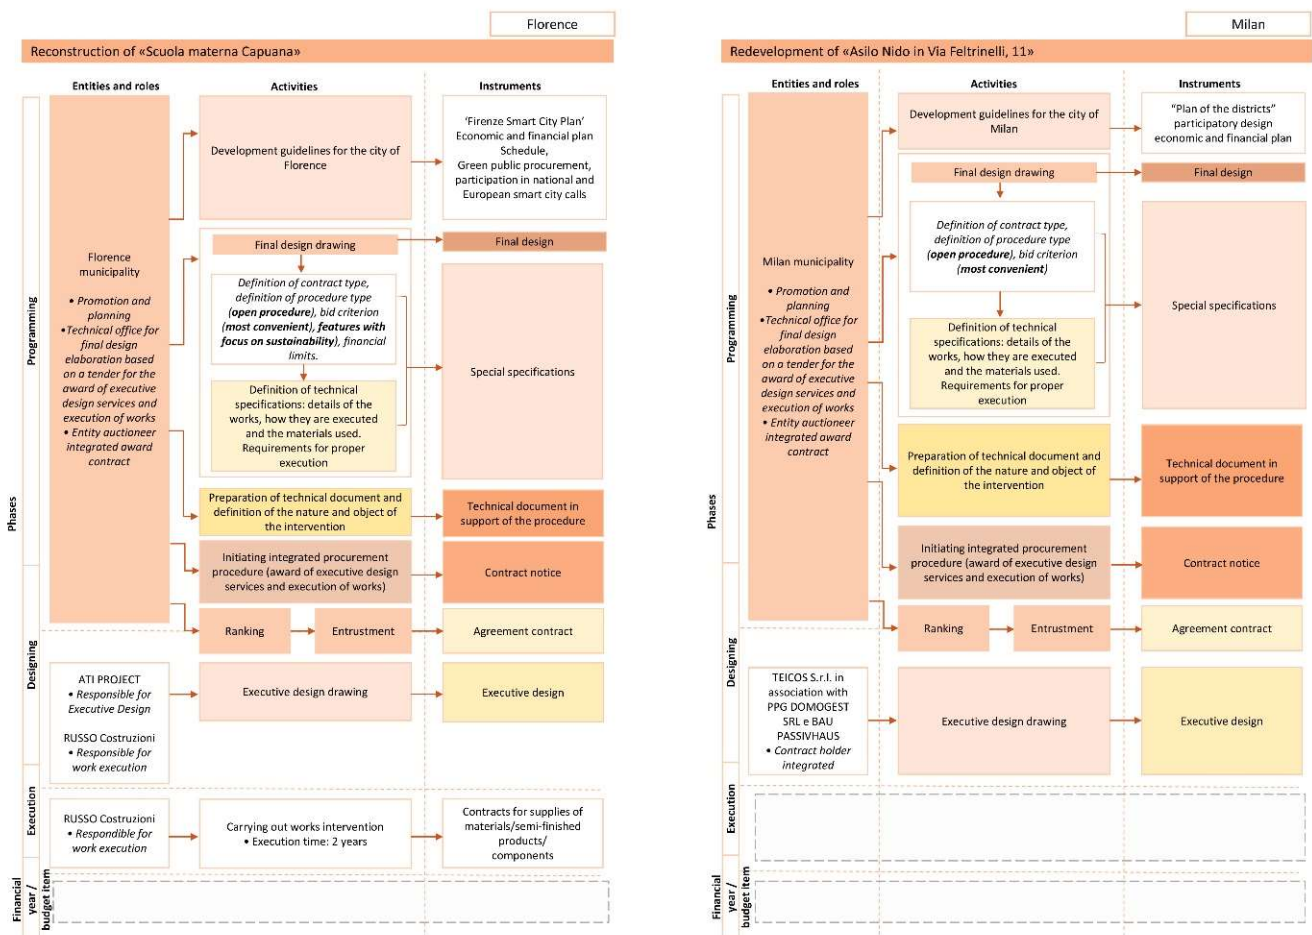 Florence
Reconstruction of «Scuola materna Capuana»
Entities and roles
Activities
Instruments
Phases
Programming
Designing
Execution
Financial
year /
budget item
Florence
municipality
• Promotion and
planning
•Technical office for
final design
elaboration based
on a tender for the
award of executive
design services and
execution of works
• Entity auctioneer
integrated award
contract
Development guidelines for the city of
Florence
'Firenze Smart City Plan'
Economic and financial plan
Schedule,
Green public procurement,
participation in national and
European smart city calls
Final design drawing
Final design
Definition of contract type,
definition of procedure type
(open procedure), bid criterion
(most convenient), features with
focus on sustainability), financial
limits.
Definition of technical
specifications: details of the
works, how they are executed
and the materials used.
Requirements for proper
execution
Special specifications
Preparation of technical document and
definition of the nature and object of
the intervention
Technical document in
support of the procedure
Initiating integrated procurement
procedure (award of executive design
services and execution of works)
Contract notice
Ranking
Entrustment
Agreement contract
ATI PROJECT
• Responsible for
Executive Design
RUSSO Costruzioni
• Responsible for
work execution
Executive design drawing
Executive design
RUSSO Costruzioni
• Respondible for
work execution
Carrying out works intervention
• Execution time: 2 years
Contracts for supplies of
materials/semi-finished
products/
components
Milan
Redevelopment of «Asilo Nido in Via Feltrinelli, 11»
Entities and roles
Activities
Instruments
Phases
Programming
Designing
Execution
Financial
year /
budget item
Milan municipality
• Promotion and
planning
•Technical office for
final design
elaboration based
on a tender for the
award of executive
design services and
execution of works
• Entity auctioneer
integrated award
contract
Development guidelines for the city of
Milan
"Plan of the districts"
participatory design
economic and financial plan
Final design drawing
Final design
Definition of contract type,
definition of procedure type
(open procedure), bid criterion
(most convenient)
Definition of technical
specifications: details of the
works, how they are executed
and the materials used.
Requirements for proper
execution
Special specifications
Preparation of technical document and
definition of the nature and object of
the intervention
Technical document in
support of the procedure
Initiating integrated procurement
procedure (award of executive design
services and execution of works)
Contract notice
Ranking
Entrustment
Agreement contract
TEICOS S.r.l. in
association with
PPG DOMOGEST
SRL e BAU
PASSIVHAUS
• Contract holder
integrated
Executive design drawing
Executive design